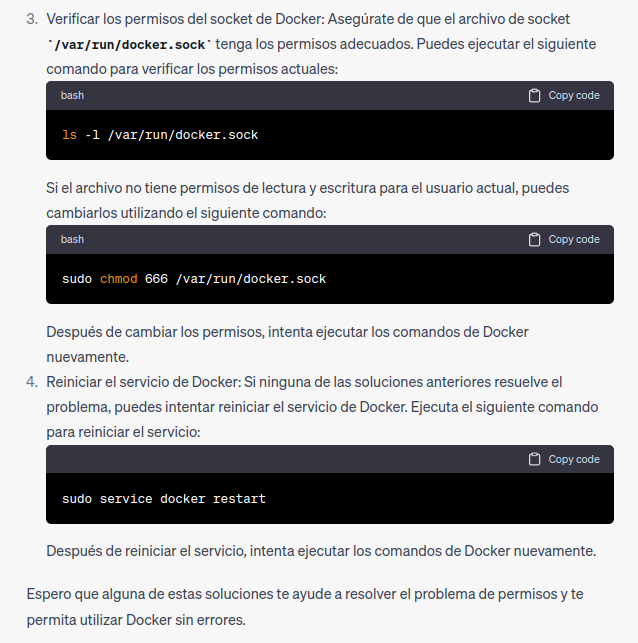 3. Verificar los permisos del socket de Docker: Asegúrate de que el archivo de socket
`/var/run/docker.sock` tenga los permisos adecuados. Puedes ejecutar el siguiente
comando para verificar los permisos actuales:
bash Copy code
ls -l /var/run/docker.sock
Si el archivo no tiene permisos de lectura y escritura para el usuario actual, puedes
cambiarlos utilizando el siguiente comando:
bash Copy code
sudo chmod 666 /var/run/docker.sock
Después de cambiar los permisos, intenta ejecutar los comandos de Docker
nuevamente.
4. Reiniciar el servicio de Docker: Si ninguna de las soluciones anteriores resuelve el
problema, puedes intentar reiniciar el servicio de Docker. Ejecuta el siguiente comando
para reiniciar el servicio:
Copy code
sudo service docker restart
Después de reiniciar el servicio, intenta ejecutar los comandos de Docker nuevamente.
Espero que alguna de estas soluciones te ayude a resolver el problema de permisos y te
permita utilizar Docker sin errores.